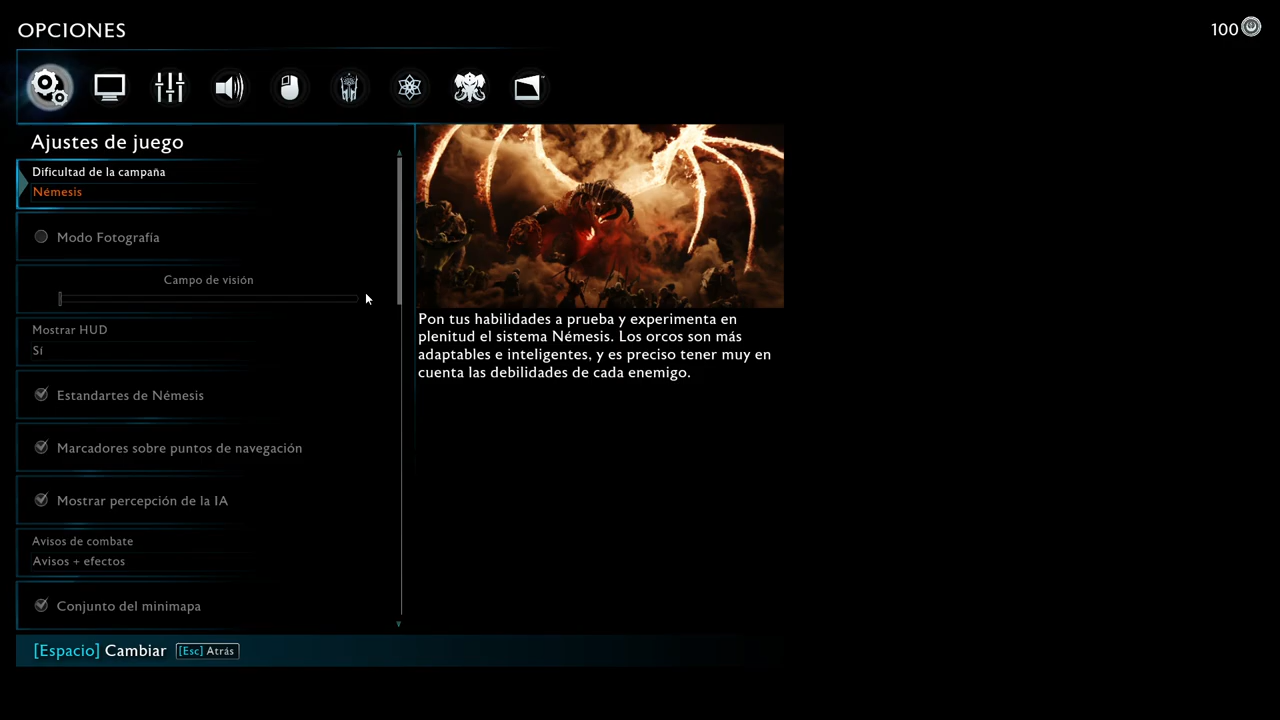 OPCIONES
100
Ajustes de juego
Dificultad de la campaña
Némesis
Modo Fotografía
Campo de visión
Mostrar HUD
Sí
Estandartes de Némesis
Marcadores sobre puntos de navegación
Mostrar percepción de la IA
Avisos de combate
Avisos + efectos
Conjunto del minimapa
Pon tus habilidades a prueba y experimenta en
plenitud el sistema Némesis. Los orcos son más
adaptables e inteligentes, y es preciso tener muy en
cuenta las debilidades de cada enemigo.
[Espacio] Cambiar [Esc] Atrás